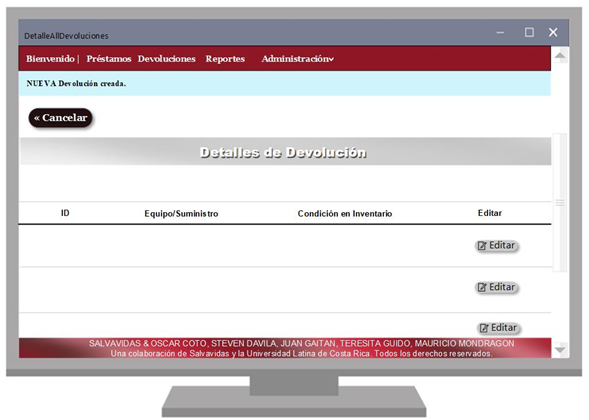 DetalleAllDevoluciones
Bienvenido | Préstamos Devoluciones Reportes Administración
NUEVA Devolución creada.
« Cancelar
Detalles de Devolución
ID Equipo/Suministro Condición en Inventario Editar
Editar
Editar
Editar
SALVAVIDAS & OSCAR COTO, STEVEN DAVILA, JUAN GAITAN, TERESITA GUIDO, MAURICIO MONDRAGON
Una colaboración de Salvavidas y la Universidad Latina de Costa Rica. Todos los derechos reservados.